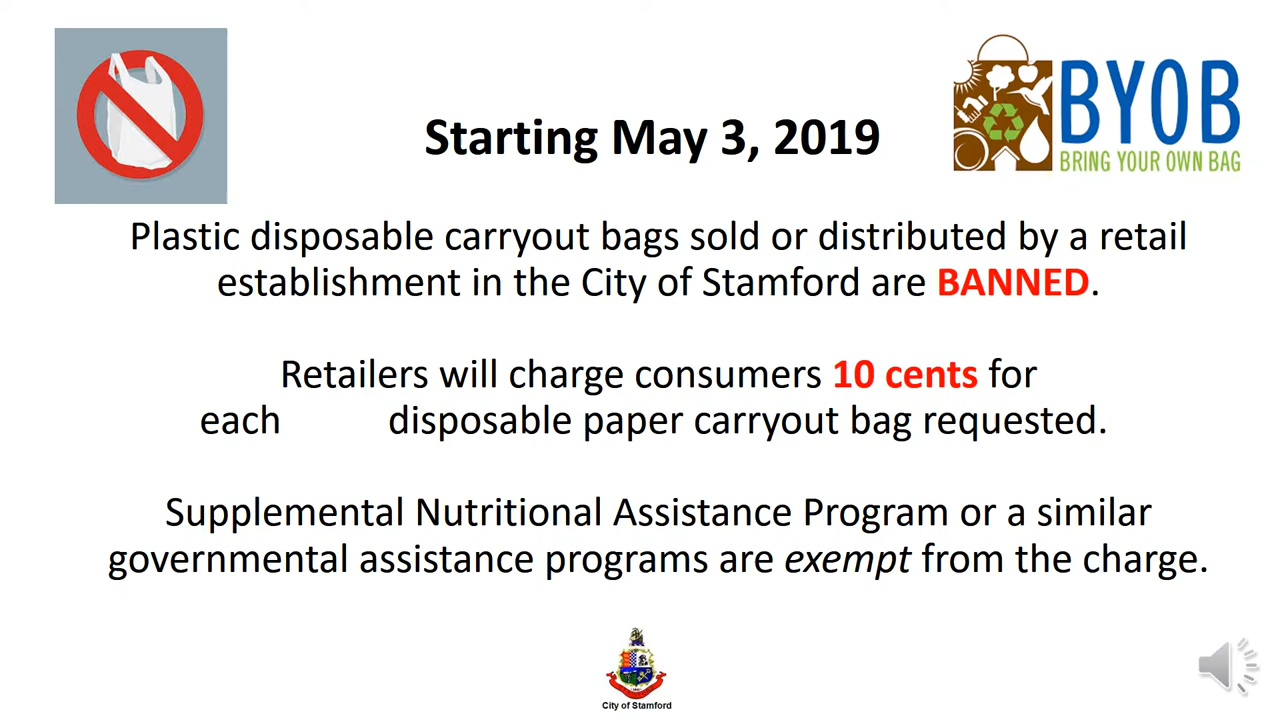 BYOB
BRING YOUR OWN BAG
Starting May 3, 2019
Plastic disposable carryout bags sold or distributed by a retail
establishment in the City of Stamford are BANNED.
Retailers will charge consumers 10 cents for
each disposable paper carryout bag requested.
Supplemental Nutritional Assistance Program or a similar
governmental assistance programs are exempt from the charge.
City of Stamford